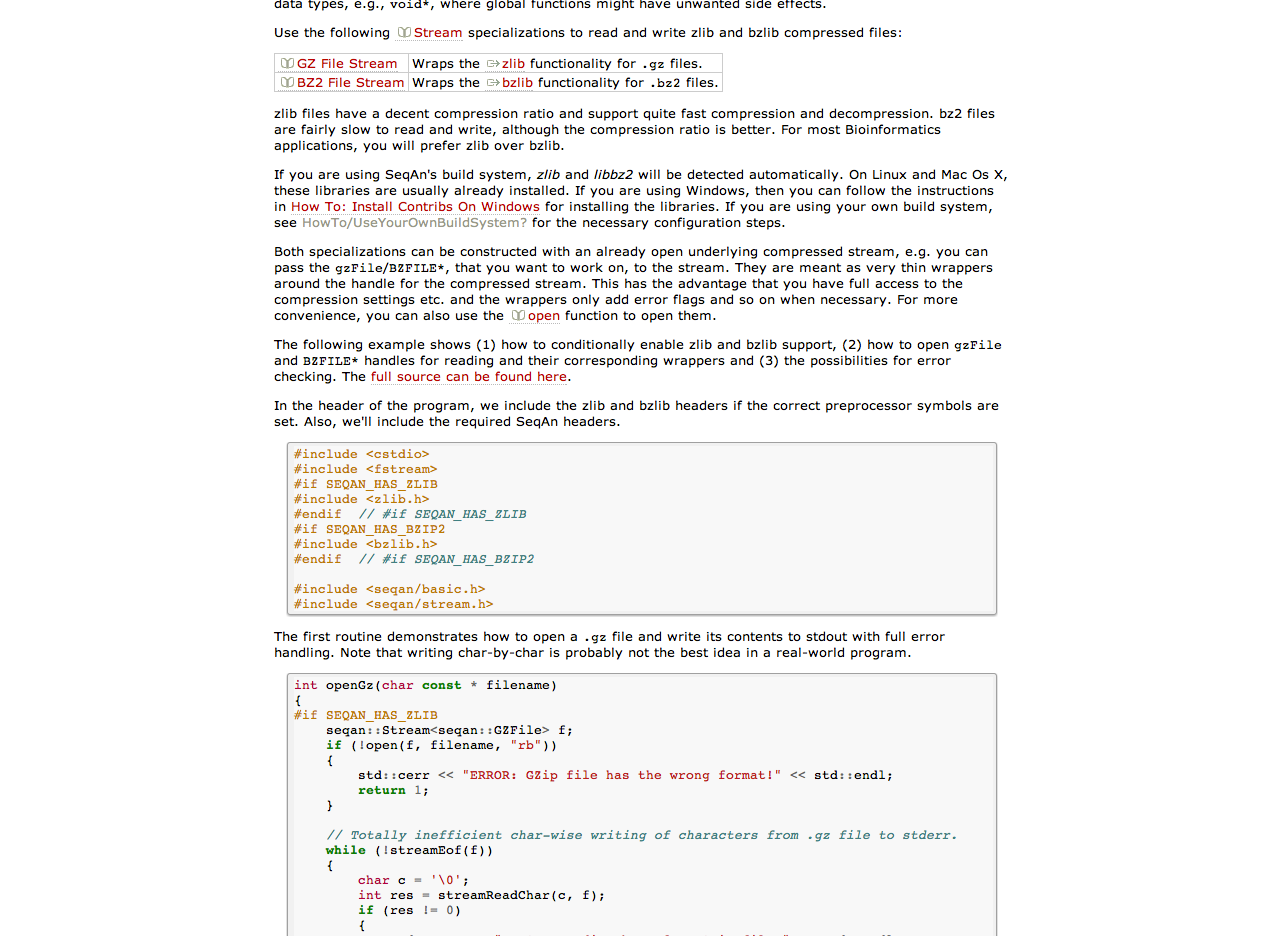 data types, e.g., void*, where global functions might have unwanted side effects.
Use the following Stream specializations to read and write zlib and bzlib compressed files:
GZ File Stream Wraps the zlib functionality for .gz files.
BZ2 File Stream Wraps the bzlib functionality for .bz2 files.
zlib files have a decent compression ratio and support quite fast compression and decompression. bz2 files
are fairly slow to read and write, although the compression ratio is better. For most Bioinformatics
applications, you will prefer zlib over bzlib.
If you are using SeqAn's build system, zlib and libbz2 will be detected automatically. On Linux and Mac Os X,
these libraries are usually already installed. If you are using Windows, then you can follow the instructions
in How To: Install Contribs On Windows for installing the libraries. If you are using your own build system,
see HowTo/UseYourOwnBuildSystem? for the necessary configuration steps.
Both specializations can be constructed with an already open underlying compressed stream, e.g. you can
pass the gzFile/BZFILE*, that you want to work on, to the stream. They are meant as very thin wrappers
around the handle for the compressed stream. This has the advantage that you have full access to the
compression settings etc. and the wrappers only add error flags and so on when necessary. For more
convenience, you can also use the open function to open them.
The following example shows (1) how to conditionally enable zlib and bzlib support, (2) how to open gzFile
and BZFILE* handles for reading and their corresponding wrappers and (3) the possibilities for error
checking. The full source can be found here.
In the header of the program, we include the zlib and bzlib headers if the correct preprocessor symbols are
set. Also, we'll include the required SeqAn headers.
#include <cstdio>
#include <fstream>
#if SEQAN_HAS_ZLIB
#include <zlib.h>
#endif  // #if SEQAN_HAS_ZLIB
#if SEQAN_HAS_BZIP2
#include <bzlib.h>
#endif  // #if SEQAN_HAS_BZIP2
#include <seqan/basic.h>
#include <seqan/stream.h>
The first routine demonstrates how to open a .gz file and write its contents to stdout with full error
handling. Note that writing char-by-char is probably not the best idea in a real-world program.
int openGz(char const * filename)
{
#if SEQAN_HAS_ZLIB
    seqan::Stream<seqan::GZFile> f;
    if (!open(f, filename, "rb"))
    {
        std::cerr << "ERROR: GZip file has the wrong format!" << std::endl;
        return 1;
    }
    // Totally inefficient char-wise writing of characters from .gz file to stderr.
    while (!streamEof(f))
    {
        char c = '\0';
        int res = streamReadChar(c, f);
        if (res != 0)
        {